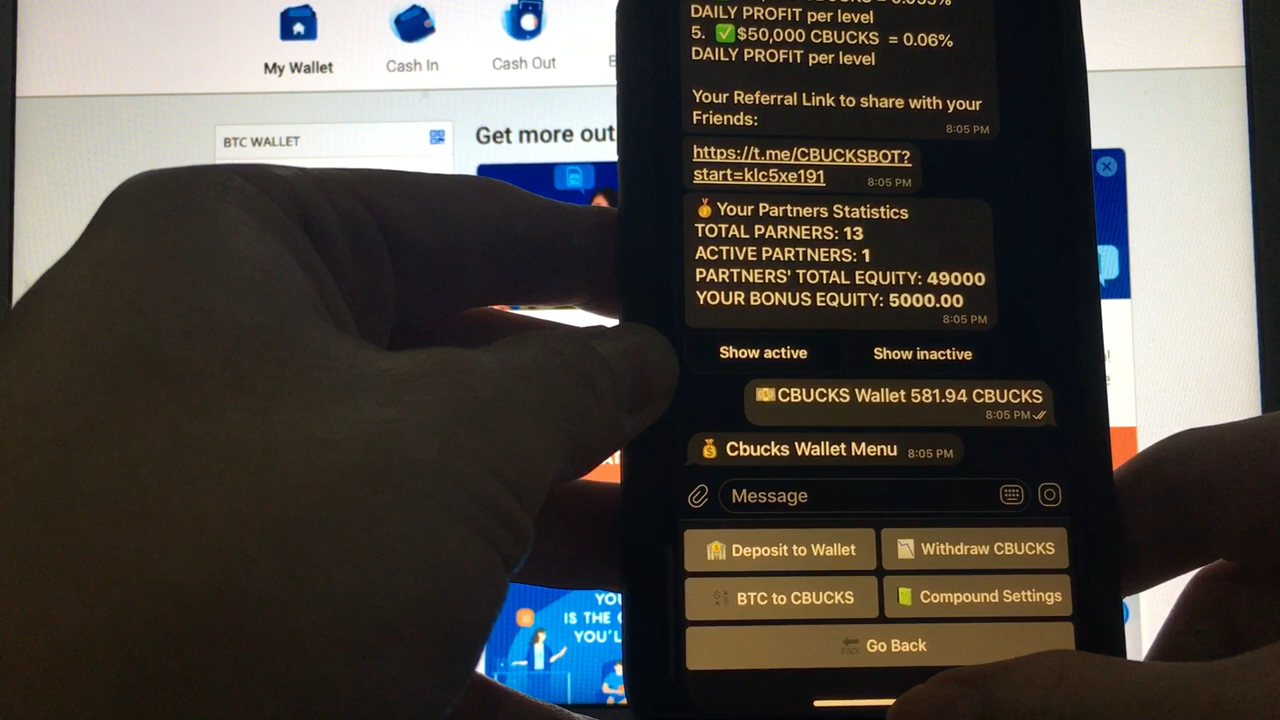 My Wallet
Cash In
Cash Out
BTC WALLET
Get more out
DAILY PROFIT per level
5. ✅$50,000 CBUCKS = 0.06%
DAILY PROFIT per level
Your Referral Link to share with your
Friends:
8:05 PM
https://t.me/CBUCKSBOT?
start=klc5xe191
8:05 PM
🏅Your Partners Statistics
TOTAL PARNERS: 13
ACTIVE PARTNERS: 1
PARTNERS' TOTAL EQUITY: 49000
YOUR BONUS EQUITY: 5000.00
8:05 PM
Show active
Show inactive
💴CBUCKS Wallet 581.94 CBUCKS
8:05 PM
💰 Cbucks Wallet Menu 8:05 PM
Message
🏦 Deposit to Wallet
📉 Withdraw CBUCKS
BTC to CBUCKS
📗 Compound Settings
🔙 Go Back
IS THE
YOU'L